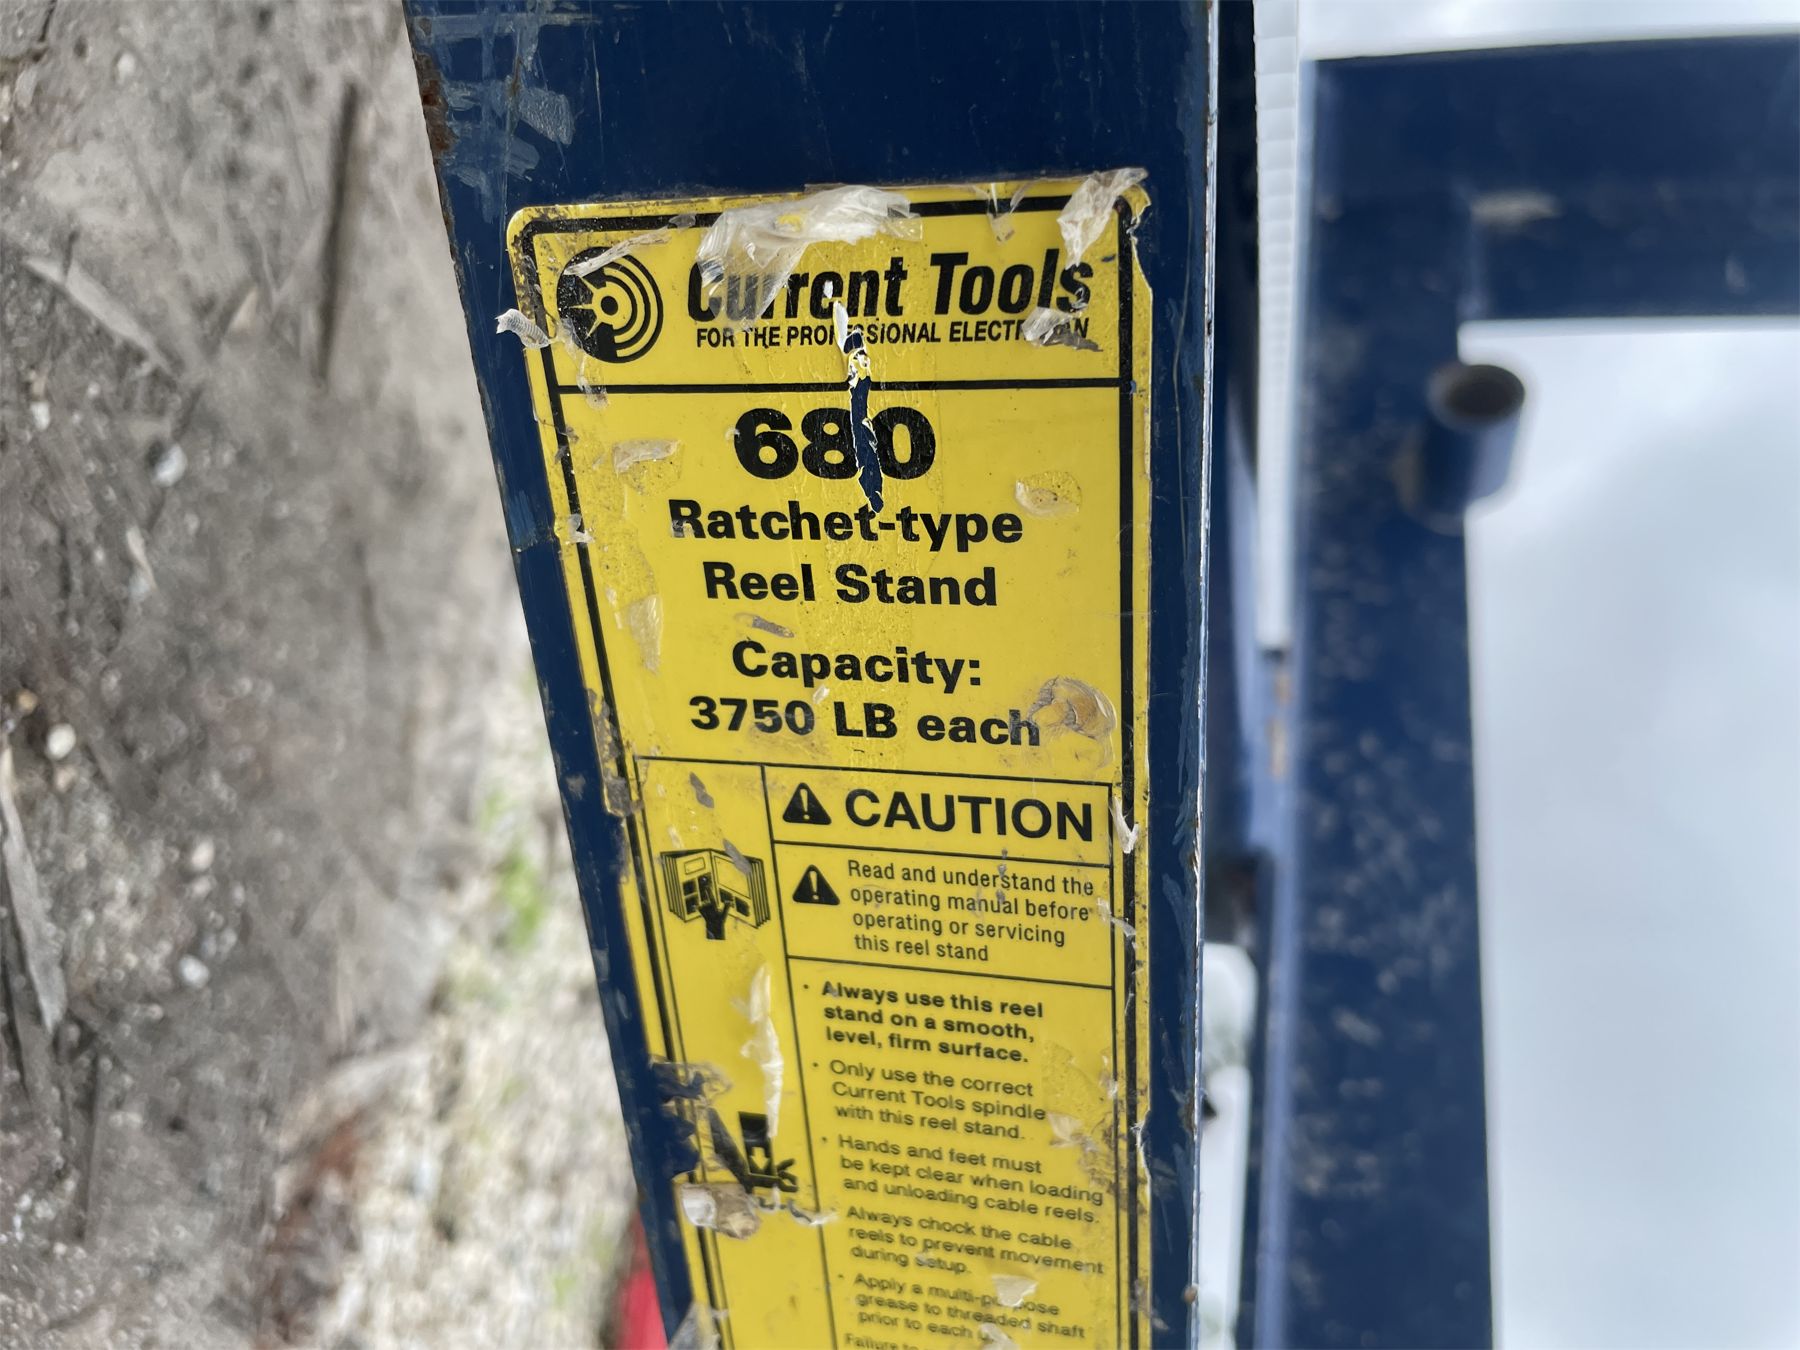 Current Tools
FOR THE PROFESSIONAL ELECTRICIAN
680
Ratchet-type
Reel Stand
Capacity:
3750 LB each
CAUTION
Read and understand the
operating manual before
operating or servicing
this reel stand
· Always use this reel
stand on a smooth,
level, firm surface.
· Only use the correct
Current Tools spindle
with this reel stand.
· Hands and feet must
be kept clear when loading
and unloading cable reels.
Always chock the cable
reels to prevent movement
during setup.
· Apply a multi-purpose
grease to threaded shaft
prior to each
Failure to